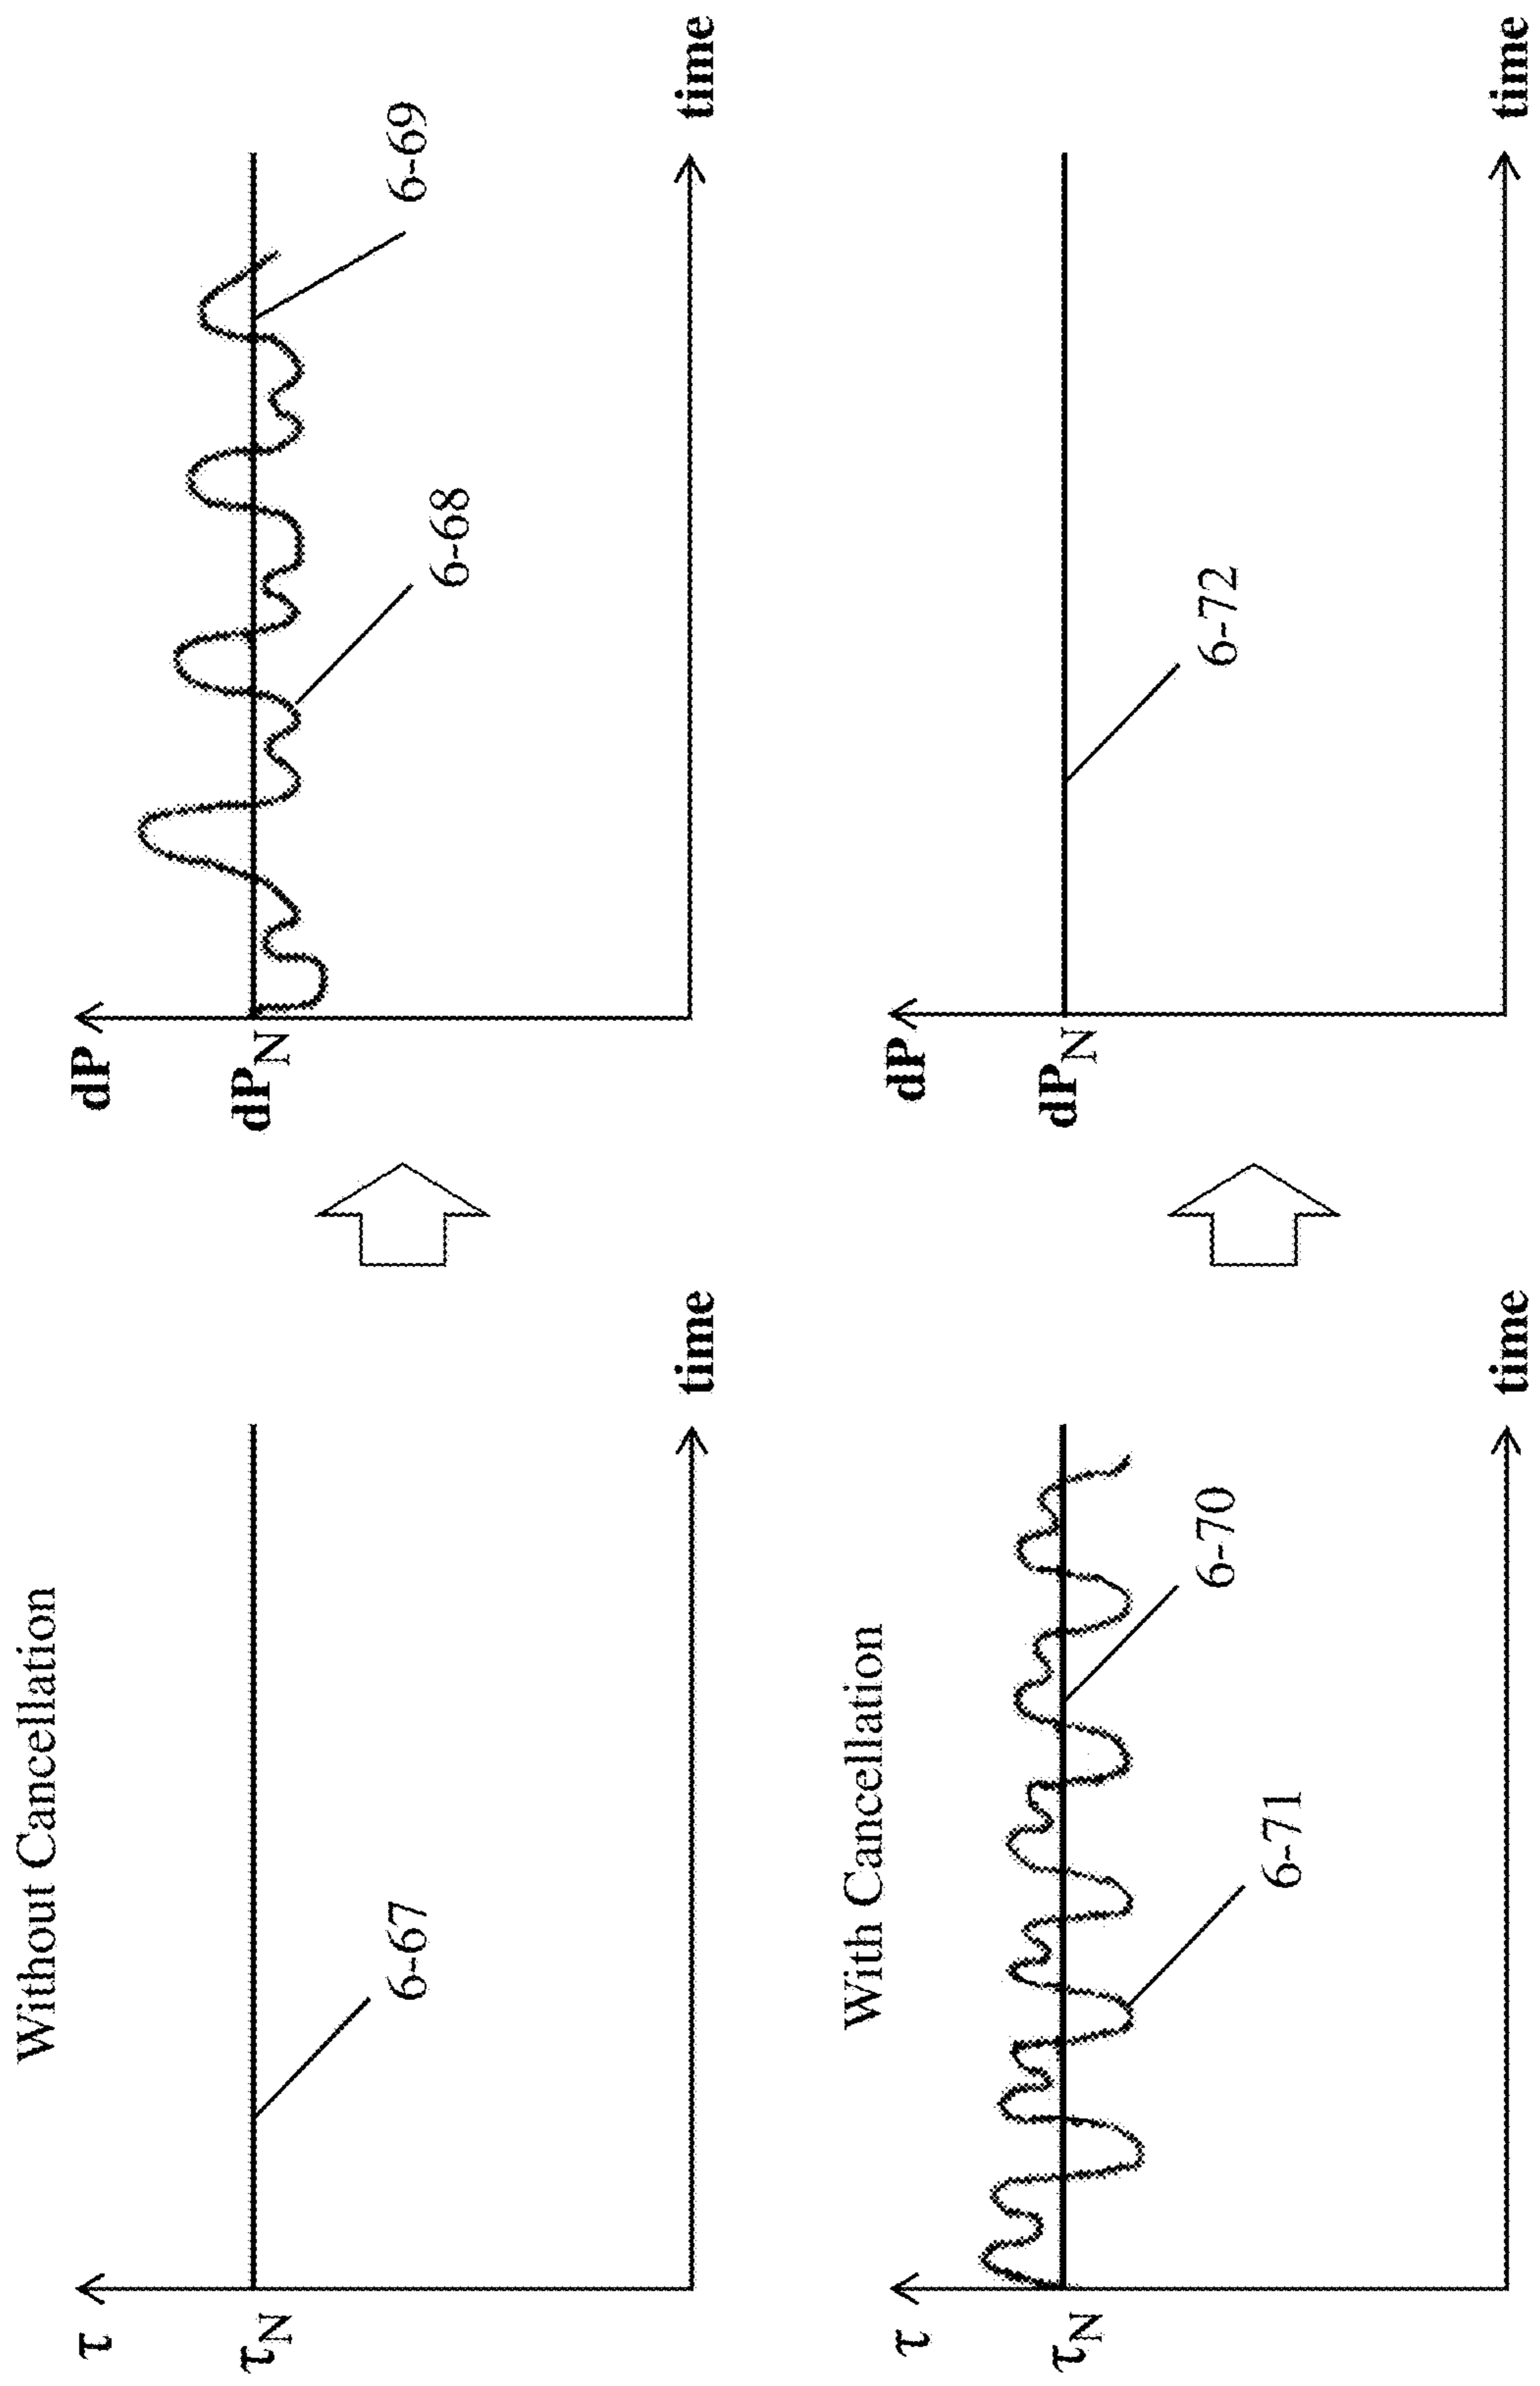 Without Cancellation
τ
τN
6-67
time
dP
dPN
6-68
6-69
time
With Cancellation
τ
τN
6-71
6-70
time
dP
dPN
6-72
time